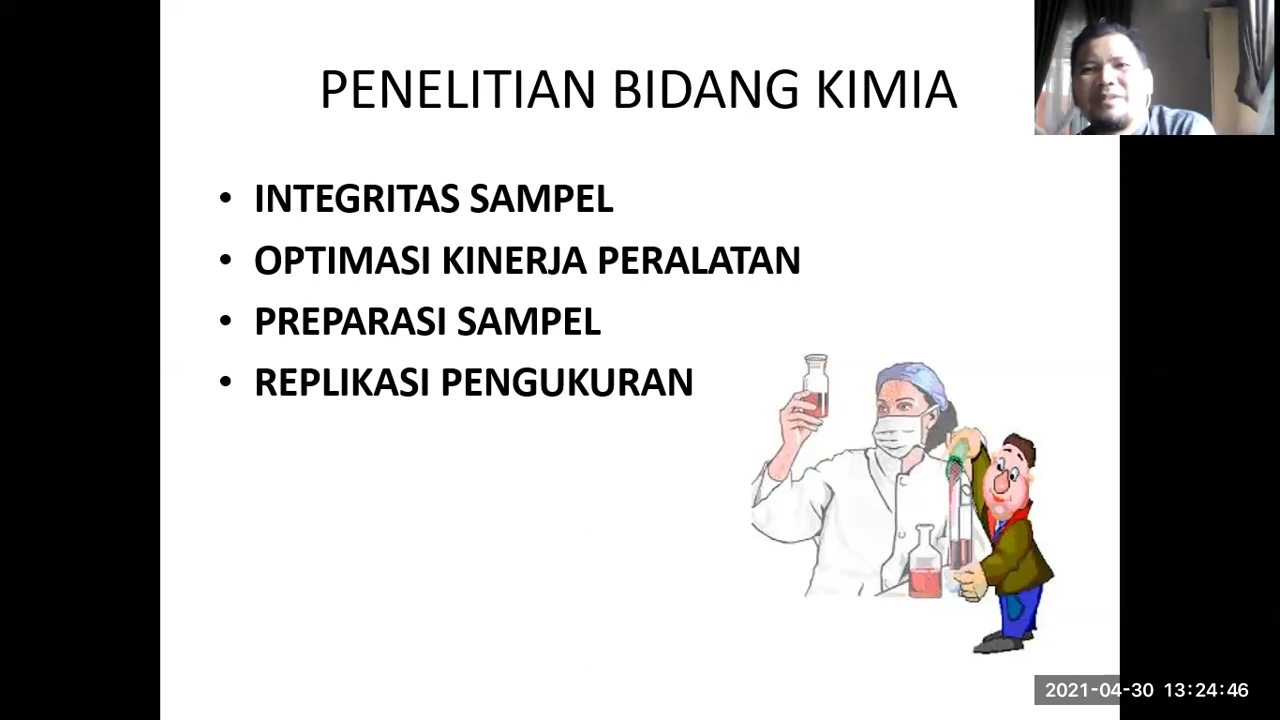 PENELITIAN BIDANG KIMIA
• INTEGRITAS SAMPEL
• OPTIMASI KINERJA PERALATAN
• PREPARASI SAMPEL
• REPLIKASI PENGUKURAN
2021-04-30 13:24:46